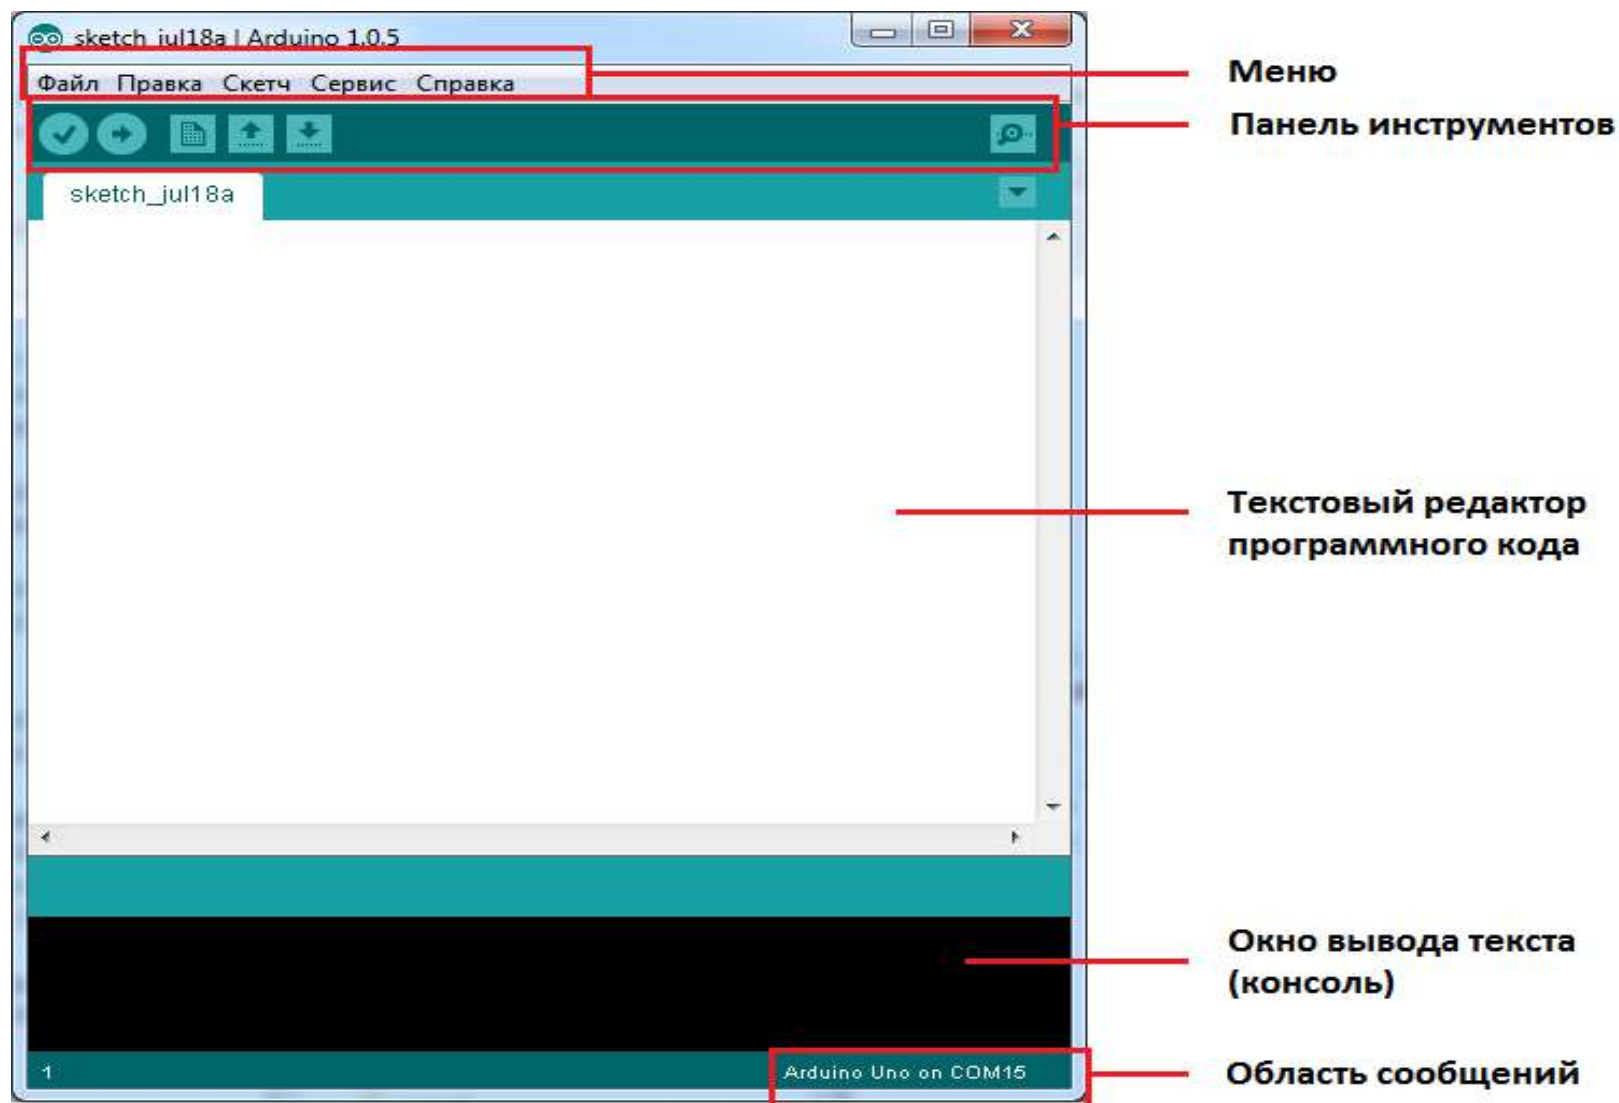 sketch_jul18a | Arduino 1.0.5
Файл Правка Скетч Сервис Справка
Меню
Панель инструментов
sketch_jul18a
Текстовый редактор
программного кода
Окно вывода текста
(консоль)
1
Arduino Uno on COM15
Область сообщений